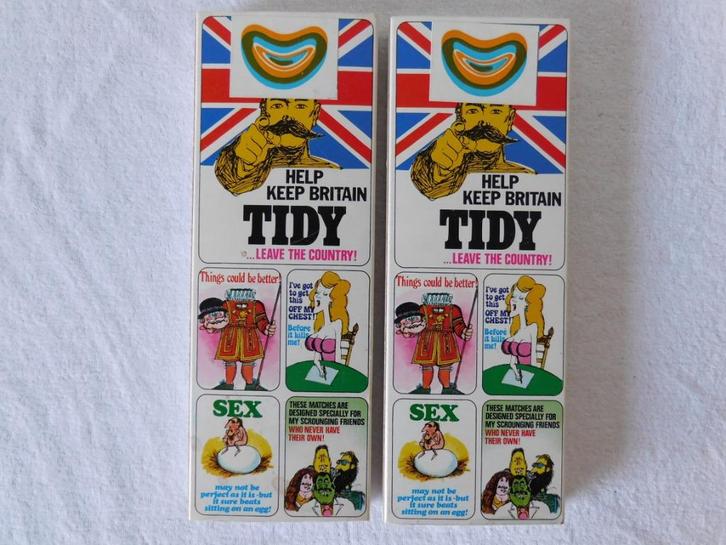 HELP
KEEP BRITAIN
TIDY
...LEAVE THE COUNTRY!
Things could be better!
I've got
to get
this
OFF MY
CHEST!
Before
it kills
me!
SEX
may not be
perfect as it is-but
it sure beats
sitting on an egg!
THESE MATCHES ARE
DESIGNED SPECIALLY FOR
MY SCROUNGING FRIENDS
WHO NEVER HAVE
THEIR OWN!
HELP
KEEP BRITAIN
TIDY
...LEAVE THE COUNTRY!
Things could be better!
I've got
to get
this
OFF MY
CHEST!
Before
it kills
me!
SEX
may not be
perfect as it is-but
it sure beats
sitting on an egg!
THESE MATCHES ARE
DESIGNED SPECIALLY FOR
MY SCROUNGING FRIENDS
WHO NEVER HAVE
THEIR OWN!